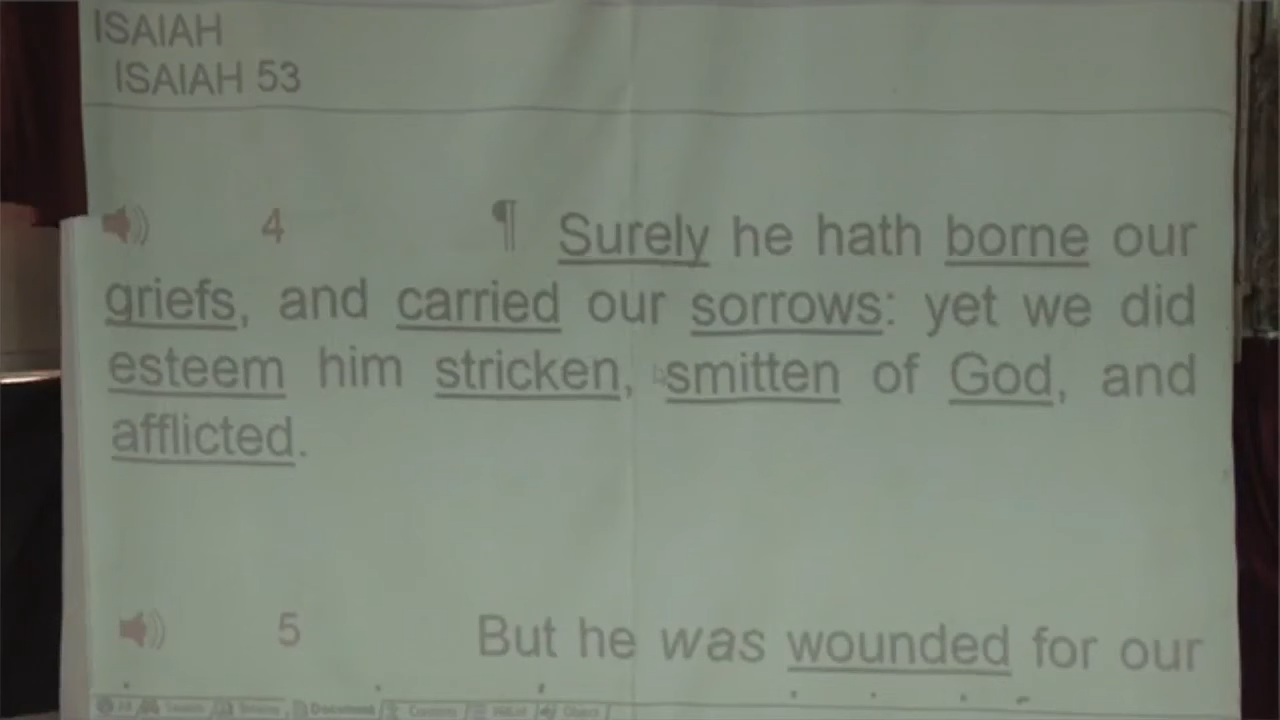 ISAIAH
ISAIAH 53
4 ¶ Surely he hath borne our
griefs, and carried our sorrows: yet we did
esteem him stricken, smitten of God, and
afflicted.
5 But he was wounded for our
Document